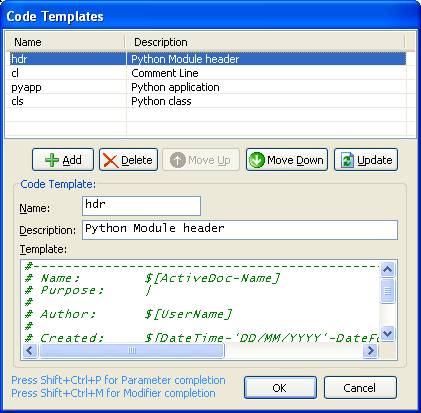 Code Templates
Name Description
hdr Python Module header
cl Comment Line
pyapp Python application
cls Python class
Add Delete Move Up Move Down Update
Code Template:
Name: hdr
Description: Python Module header
Template:
#-------------------------------------------------
# Name: $[ActiveDoc-Name]
# Purpose: |
#
# Author: $[UserName]
#
# Created: $[DateTime-'DD/MM/YYYY'-DateFo
Press Shift+Ctrl+P for Parameter completion
Press Shift+Ctrl+M for Modifier completion
OK Cancel